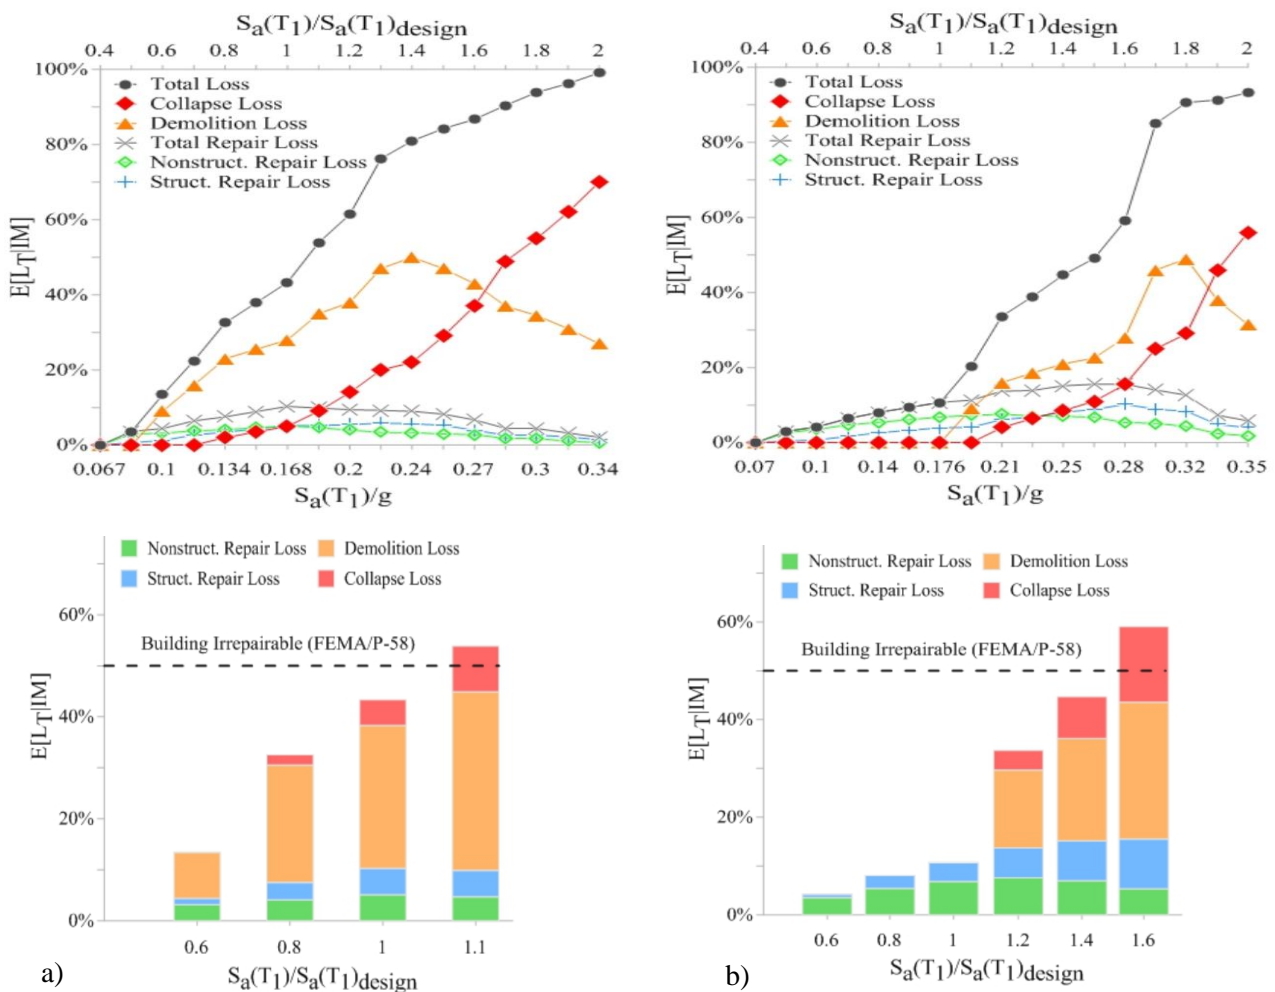 Sa(T1)/Sa(T1)design
0.4 0.6 0.8 1 1.2 1.4 1.6 1.8 2
100%
80%
60%
40%
20%
0%
E[LT|IM]
Total Loss
Collapse Loss
Demolition Loss
Total Repair Loss
Nonstruct. Repair Loss
Struct. Repair Loss
0.067 0.1 0.134 0.168 0.2 0.24 0.27 0.3 0.34
Sa(T1)/g
Sa(T1)/Sa(T1)design
0.4 0.6 0.8 1 1.2 1.4 1.6 1.8 2
100%
80%
60%
40%
20%
0%
E[LT|IM]
Total Loss
Collapse Loss
Demolition Loss
Total Repair Loss
Nonstruct. Repair Loss
Struct. Repair Loss
0.07 0.1 0.14 0.176 0.21 0.25 0.28 0.32 0.35
Sa(T1)/g
Nonstruct. Repair Loss Demolition Loss
Struct. Repair Loss Collapse Loss
60%
40%
20%
0%
E[LT|IM]
Building Irrepairable (FEMA/P-58)
0.6 0.8 1 1.1
a) Sa(T1)/Sa(T1)design
Nonstruct. Repair Loss Demolition Loss
Struct. Repair Loss Collapse Loss
60%
40%
20%
0%
E[LT|IM]
Building Irrepairable (FEMA/P-58)
0.6 0.8 1 1.2 1.4 1.6
b) Sa(T1)/Sa(T1)design